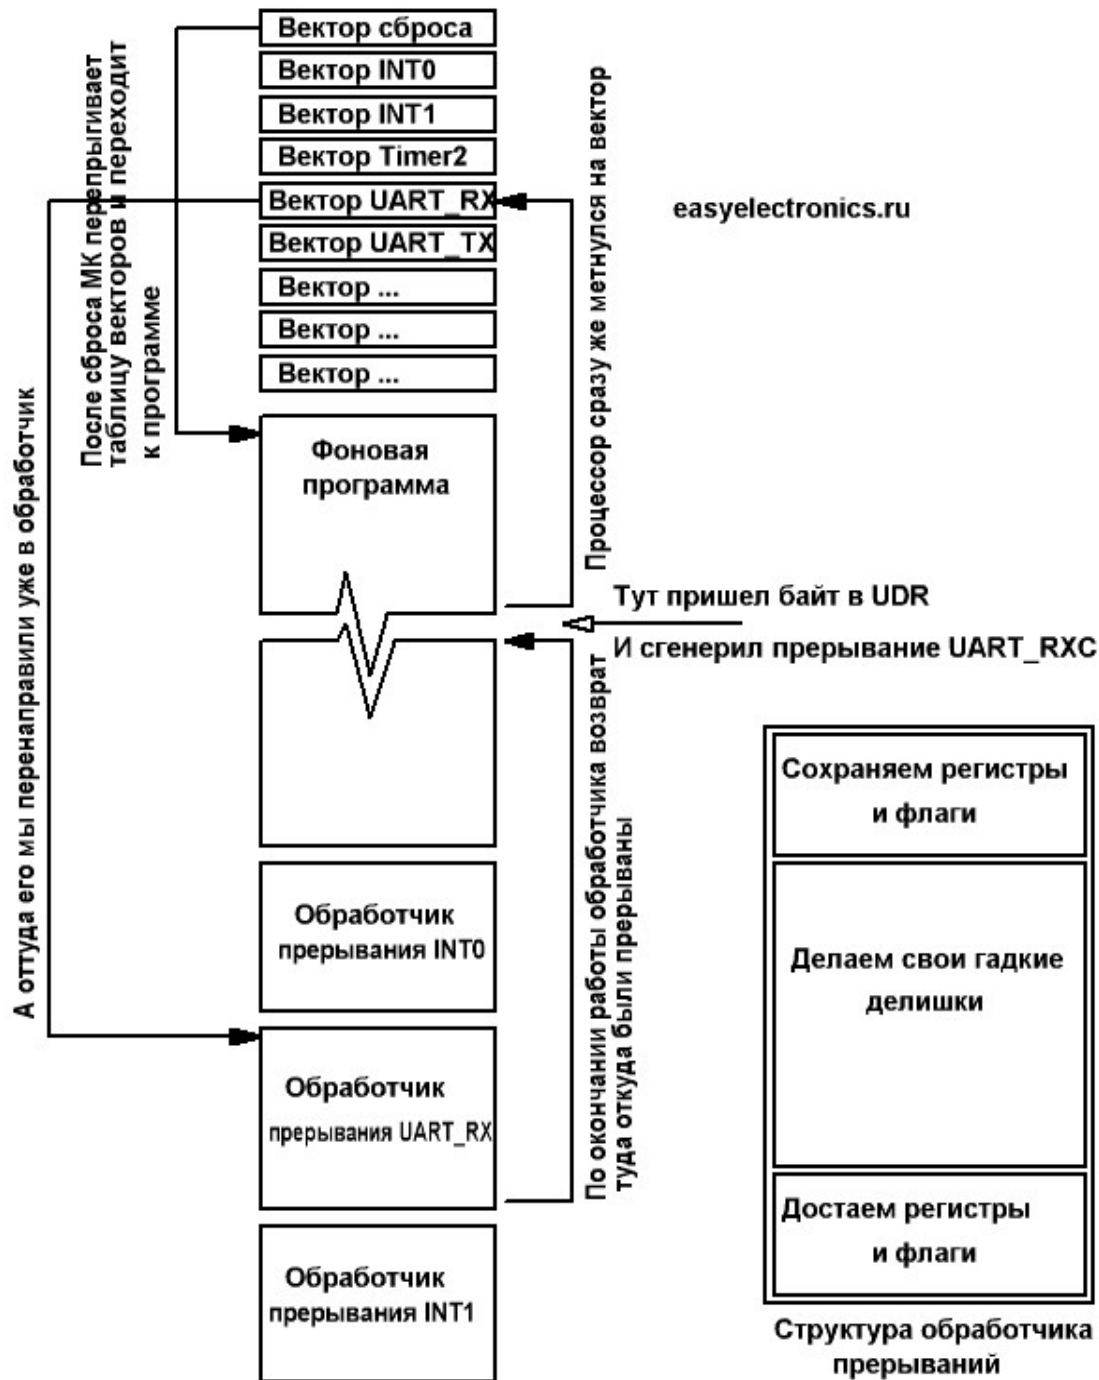 Вектор сброса
Вектор INT0
Вектор INT1
Вектор Timer2
Вектор UART_RX
Вектор UART_TX
Вектор ...
Вектор ...
Вектор ...
После сброса МК перепрыгивает
таблицу векторов и переходит
к программе
А оттуда его мы перенаправили уже в обработчик
Процессор сразу же метнулся на вектор
easyelectronics.ru
Фоновая
программа
Тут пришел байт в UDR
И сгенерил прерывание UART_RXC
По окончании работы обработчика возврат
туда откуда были прерываны
Обработчик
прерывания INT0
Обработчик
прерывания UART_RX
Обработчик
прерывания INT1
Сохраняем регистры
и флаги
Делаем свои гадкие
делишки
Достаем регистры
и флаги
Структура обработчика
прерываний